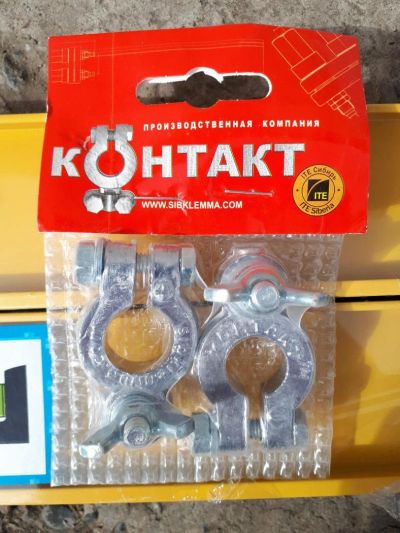 ПРОИЗВОДСТВЕННАЯ КОМПАНИЯ
КОНТАКТ
WWW.SIBKLEMMA.COM
ITE Сибирь
ITE
ITE Siberia